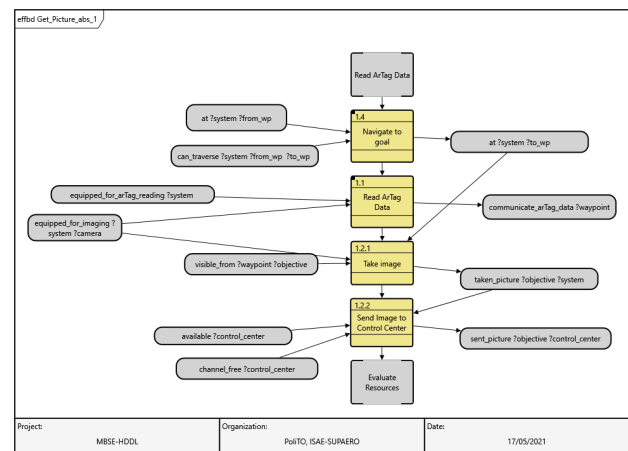 effbd Get_Picture_abs_1
Read ArTag Data
1.4
Navigate to
goal
at ?system ?from_wp
can_traverse ?system ?from_wp ?to_wp
at ?system ?to_wp
1.1
Read ArTag
Data
equipped_for_arTag_reading ?system
equipped_for_imaging ?
system ?camera
communicate_arTag_data ?waypoint
1.2.1
Take image
visible_from ?waypoint ?objective
taken_picture ?objective ?system
1.2.2
Send Image to
Control Center
available ?control_center
channel_free ?control_center
sent_picture ?objective ?control_center
Evaluate
Resources
Project:
MBSE-HDDL
Organization:
PoliTO, ISAE-SUPAERO
Date:
17/05/2021